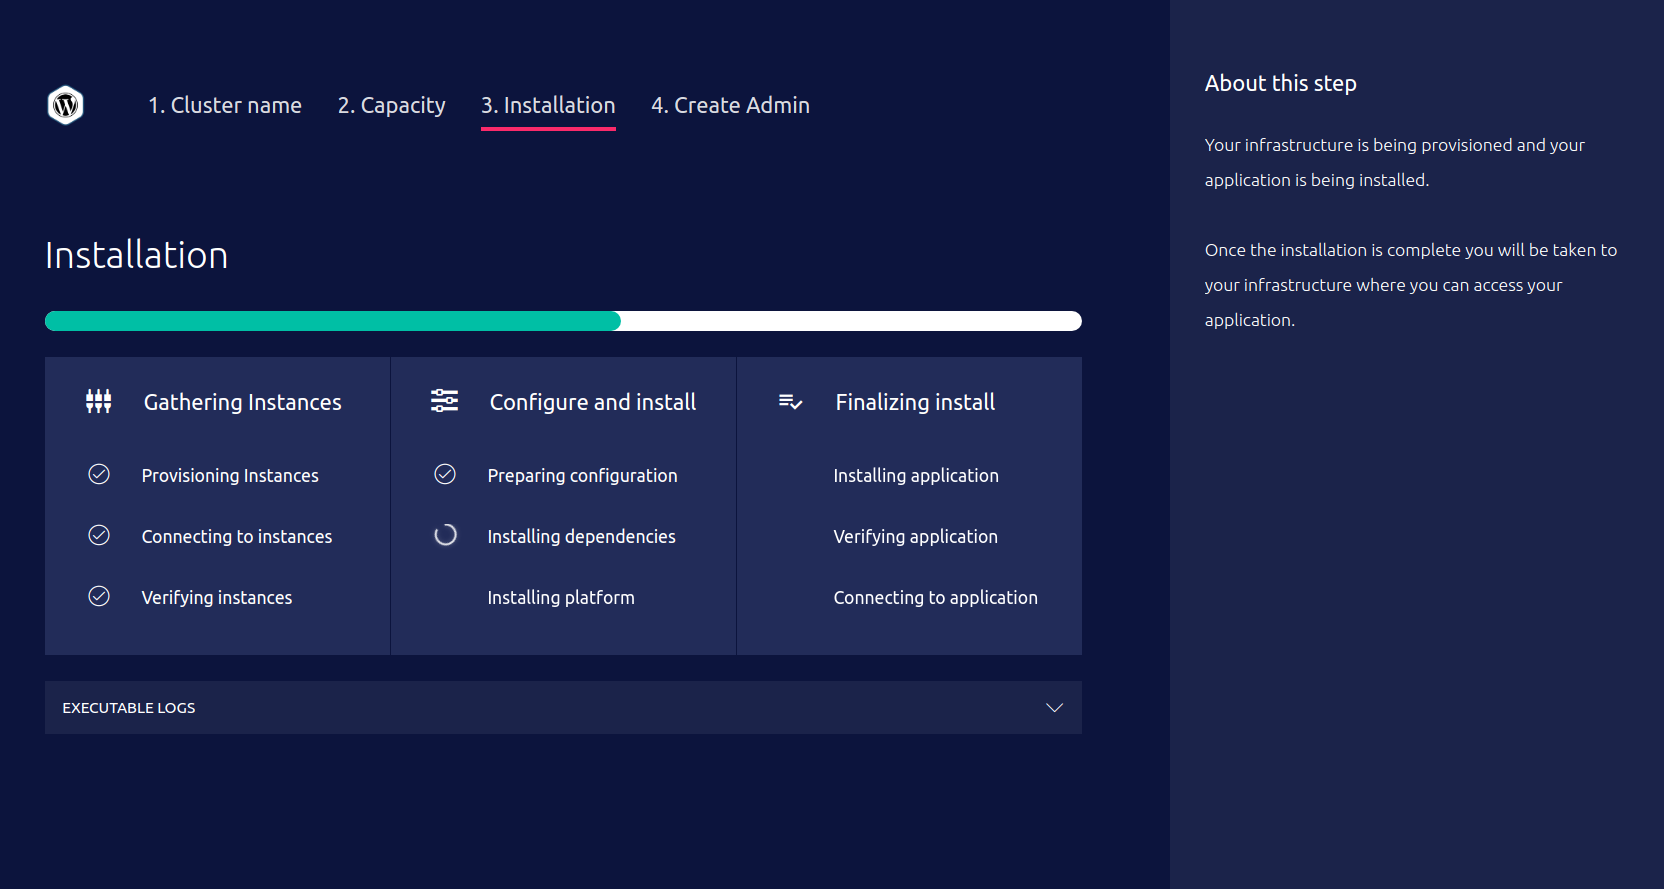 1. Cluster name
2. Capacity
3. Installation
4. Create Admin
Installation
Gathering Instances
Provisioning Instances
Connecting to instances
Verifying instances
Configure and install
Preparing configuration
Installing dependencies
Installing platform
Finalizing install
Installing application
Verifying application
Connecting to application
EXECUTABLE LOGS
About this step
Your infrastructure is being provisioned and your
application is being installed.
Once the installation is complete you will be taken to
your infrastructure where you can access your
application.